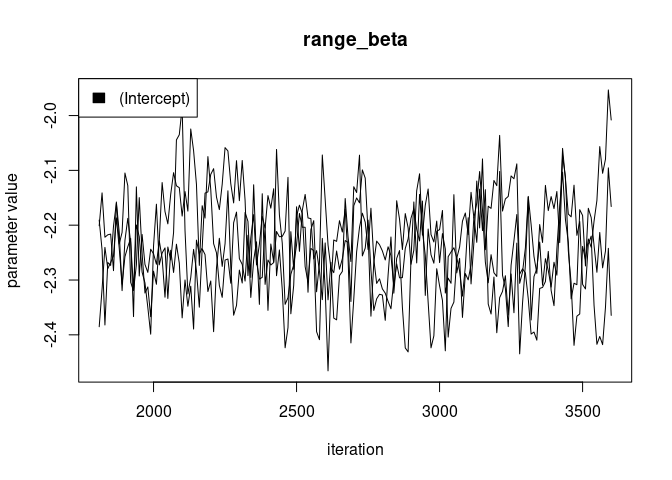 range_beta
(Intercept)
-2.0
-2.1
-2.2
-2.3
-2.4
parameter value
2000 2500 3000 3500
iteration